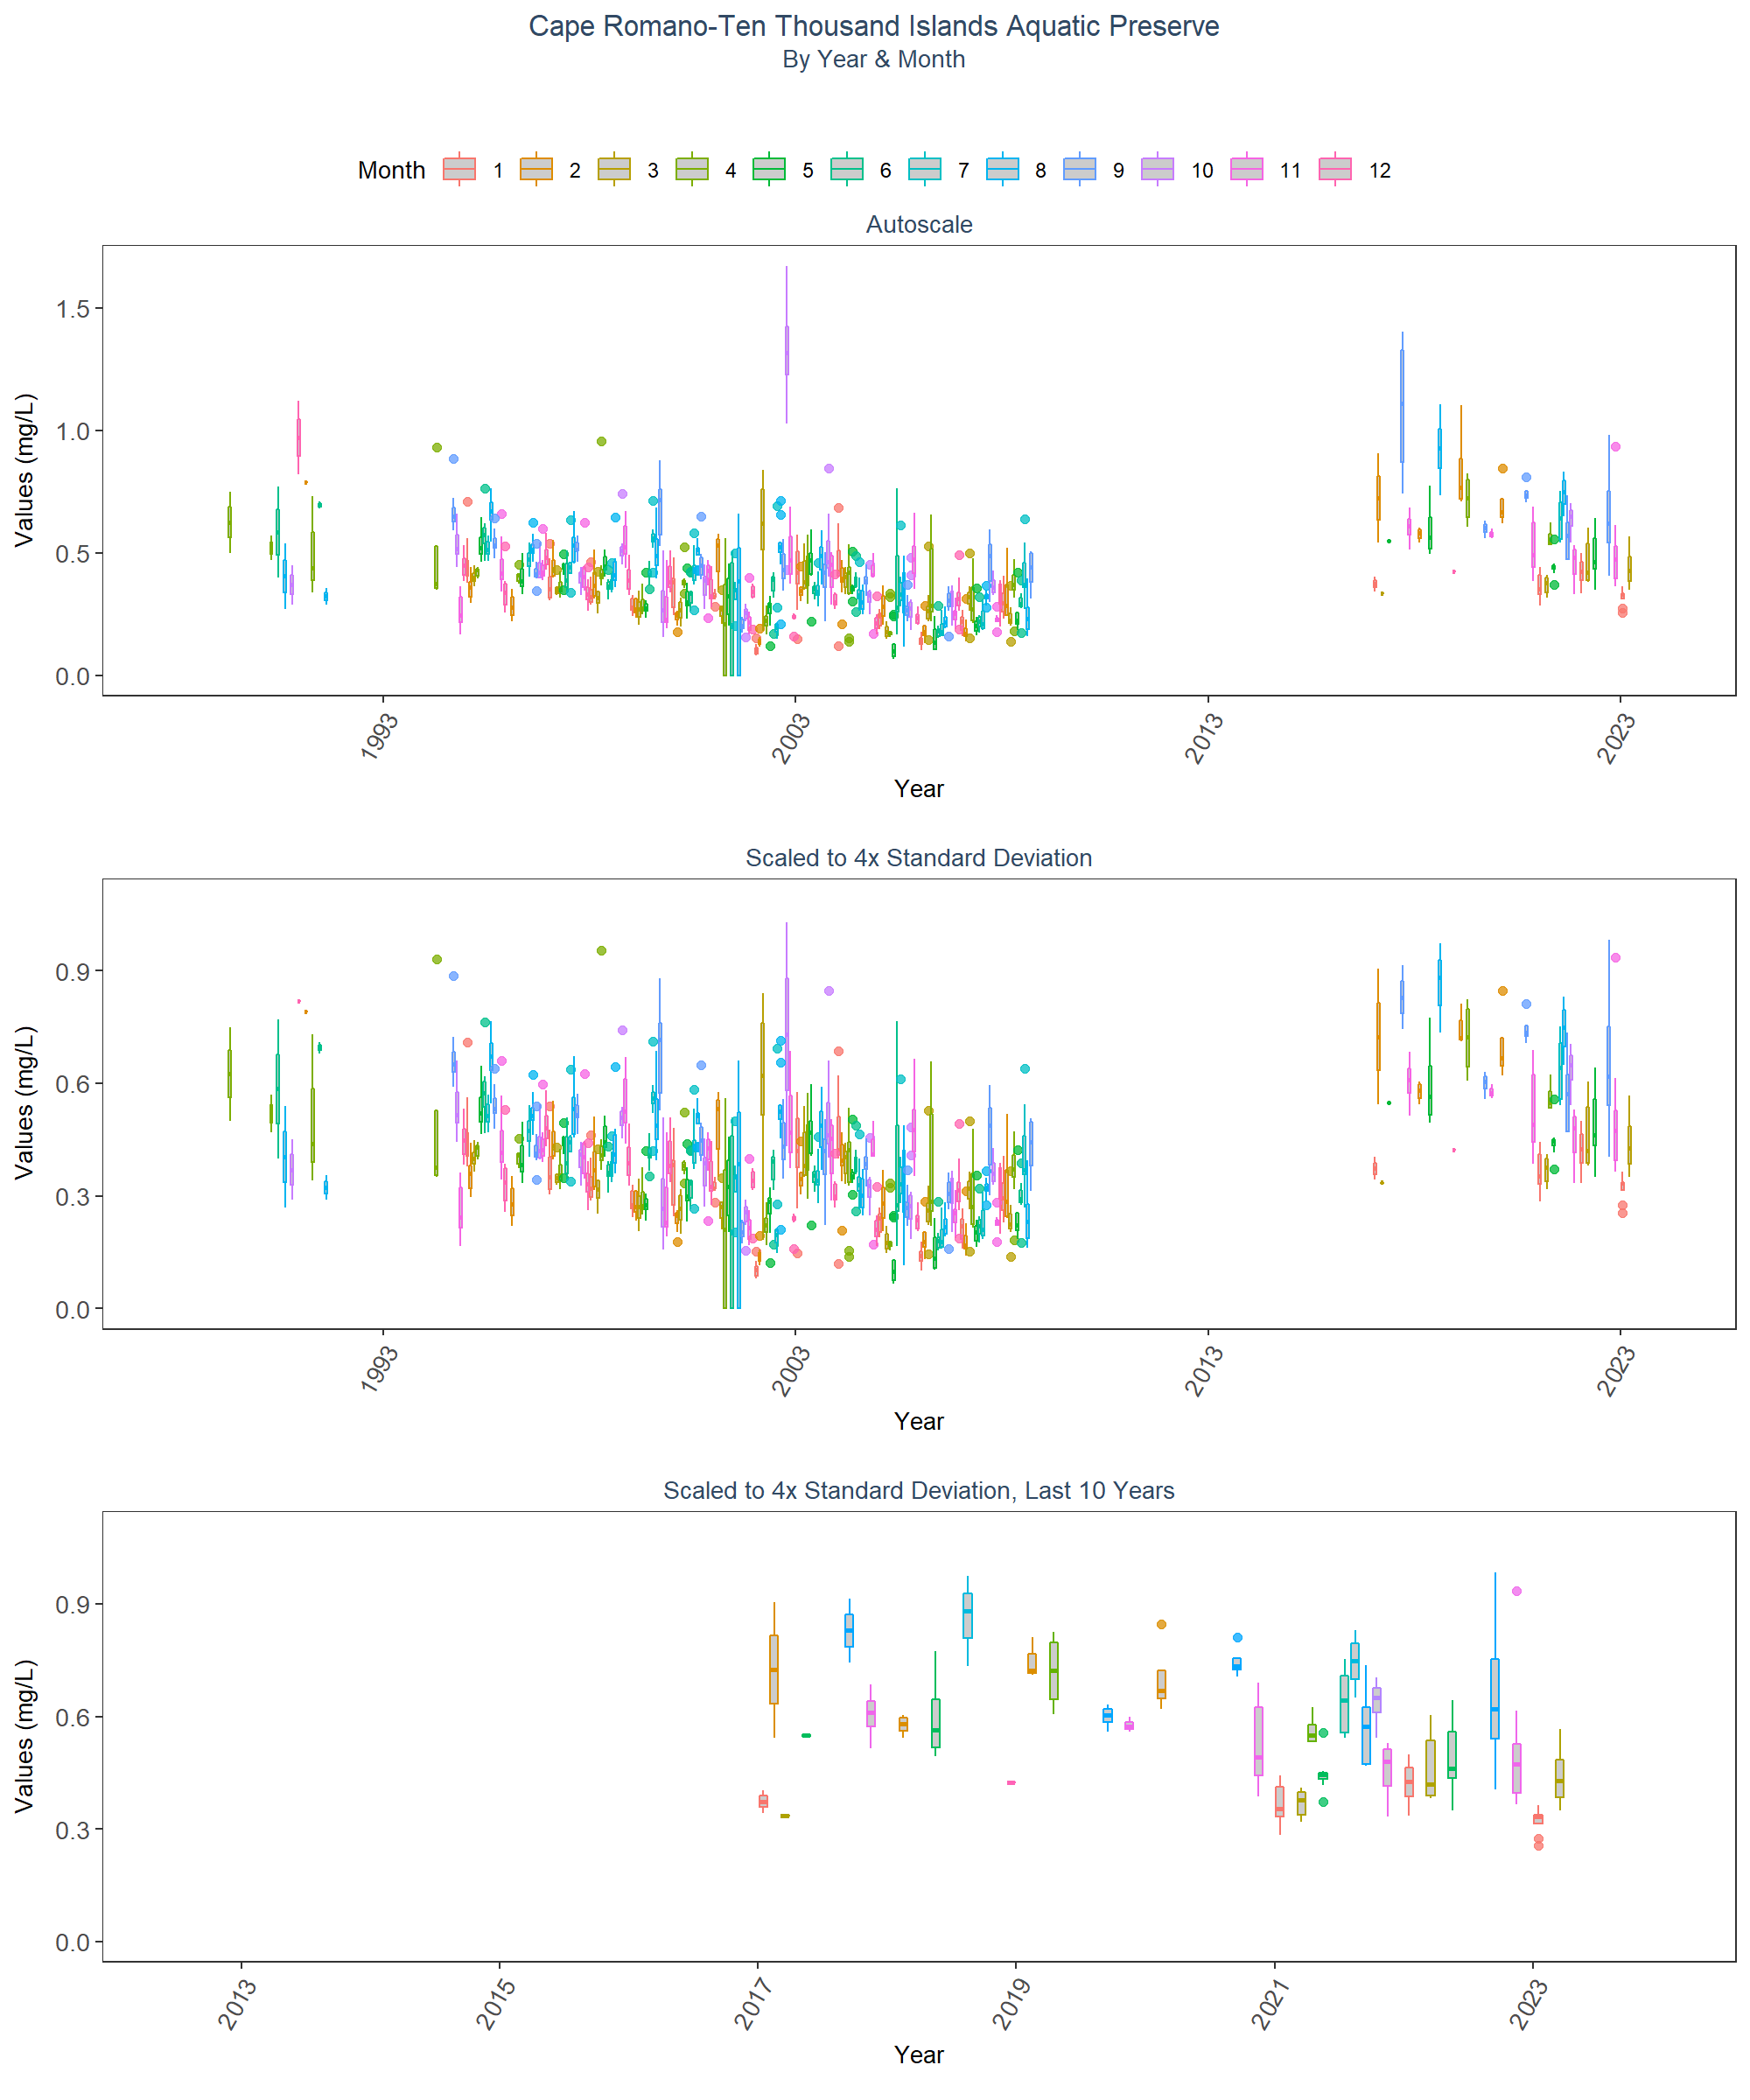 Cape Romano-Ten Thousand Islands Aquatic Preserve
By Year & Month
Month 1 2 3 4 5 6 7 8 9 10 11 12
Autoscale
Values (mg/L)
1.5
1.0
0.5
0.0
1993 2003 2013 2023
Year
Scaled to 4x Standard Deviation
Values (mg/L)
0.9
0.6
0.3
0.0
1993 2003 2013 2023
Year
Scaled to 4x Standard Deviation, Last 10 Years
Values (mg/L)
0.9
0.6
0.3
0.0
2013 2015 2017 2019 2021 2023
Year